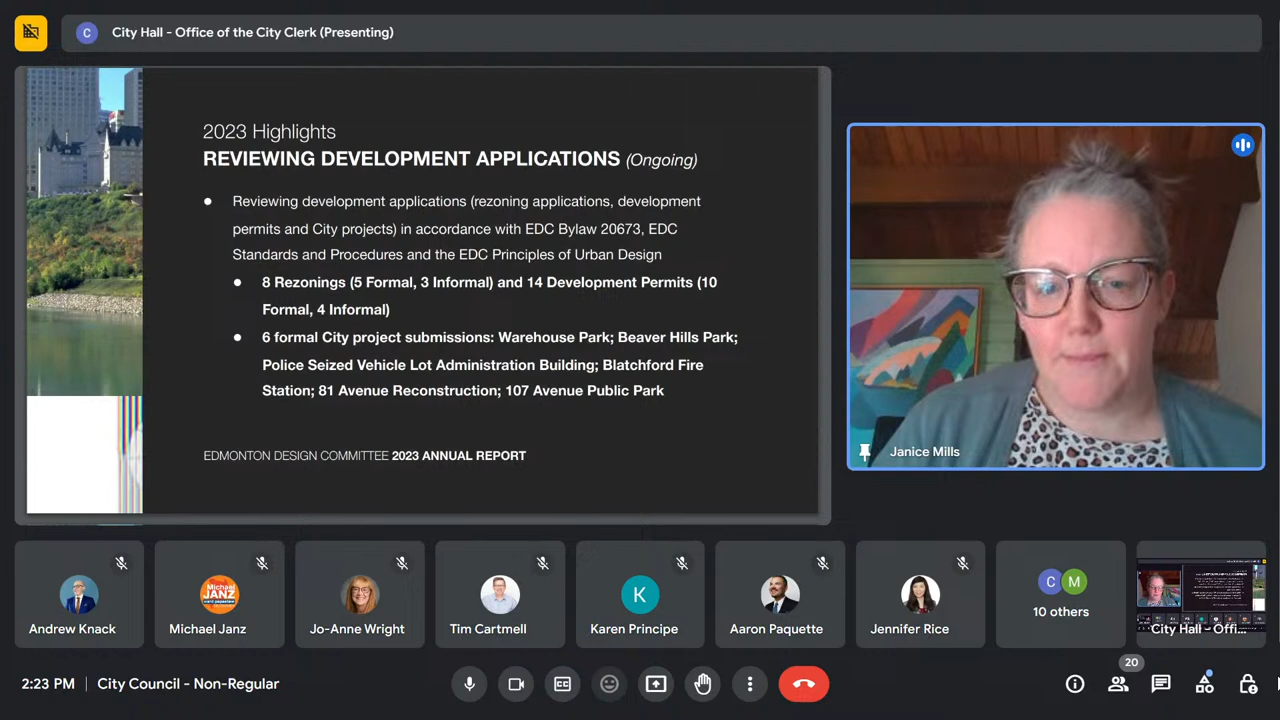 C
City Hall - Office of the City Clerk (Presenting)
2023 Highlights
REVIEWING DEVELOPMENT APPLICATIONS (Ongoing)
● Reviewing development applications (rezoning applications, development
permits and City projects) in accordance with EDC Bylaw 20673, EDC
Standards and Procedures and the EDC Principles of Urban Design
● 8 Rezonings (5 Formal, 3 Informal) and 14 Development Permits (10
Formal, 4 Informal)
● 6 formal City project submissions: Warehouse Park; Beaver Hills Park;
Police Seized Vehicle Lot Administration Building; Blatchford Fire
Station; 81 Avenue Reconstruction; 107 Avenue Public Park
EDMONTON DESIGN COMMITTEE 2023 ANNUAL REPORT
Janice Mills
Andrew Knack
Michael
JANZ
Michael Janz
Jo-Anne Wright
Tim Cartmell
K
Karen Principe
Aaron Paquette
Jennifer Rice
C M
10 others
City Hall - Offi...
2:23 PM | City Council - Non-Regular
CC
20